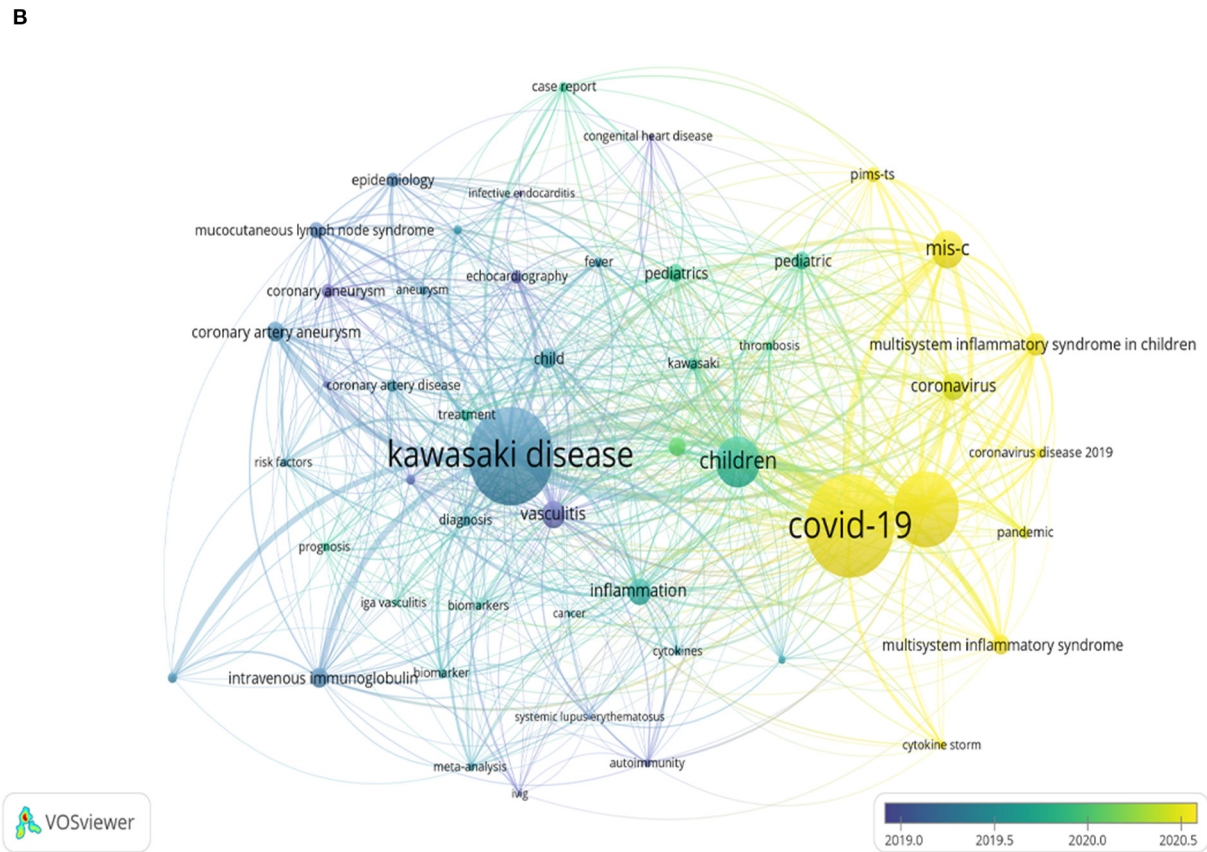 B
case report
congenital heart disease
pims-ts
epidemiology
infective endocarditis
mucocutaneous lymph node syndrome
mis-c
fever
pediatric
pediatrics
echocardiography
coronary aneurysm
aneurysm
coronary artery aneurysm
thrombosis
multisystem inflammatory syndrome in children
child
kawasaki
coronary artery disease
coronavirus
treatment
kawasaki disease
children
coronavirus disease 2019
risk factors
vasculitis
diagnosis
covid-19
pandemic
prognosis
inflammation
iga vasculitis
biomarkers
cancer
cytokines
multisystem inflammatory syndrome
intravenous immunoglobulin
biomarker
systemic lupus erythematosus
cytokine storm
meta-analysis
autoimmunity
ivig
VOSviewer
2019.0 2019.5 2020.0 2020.5